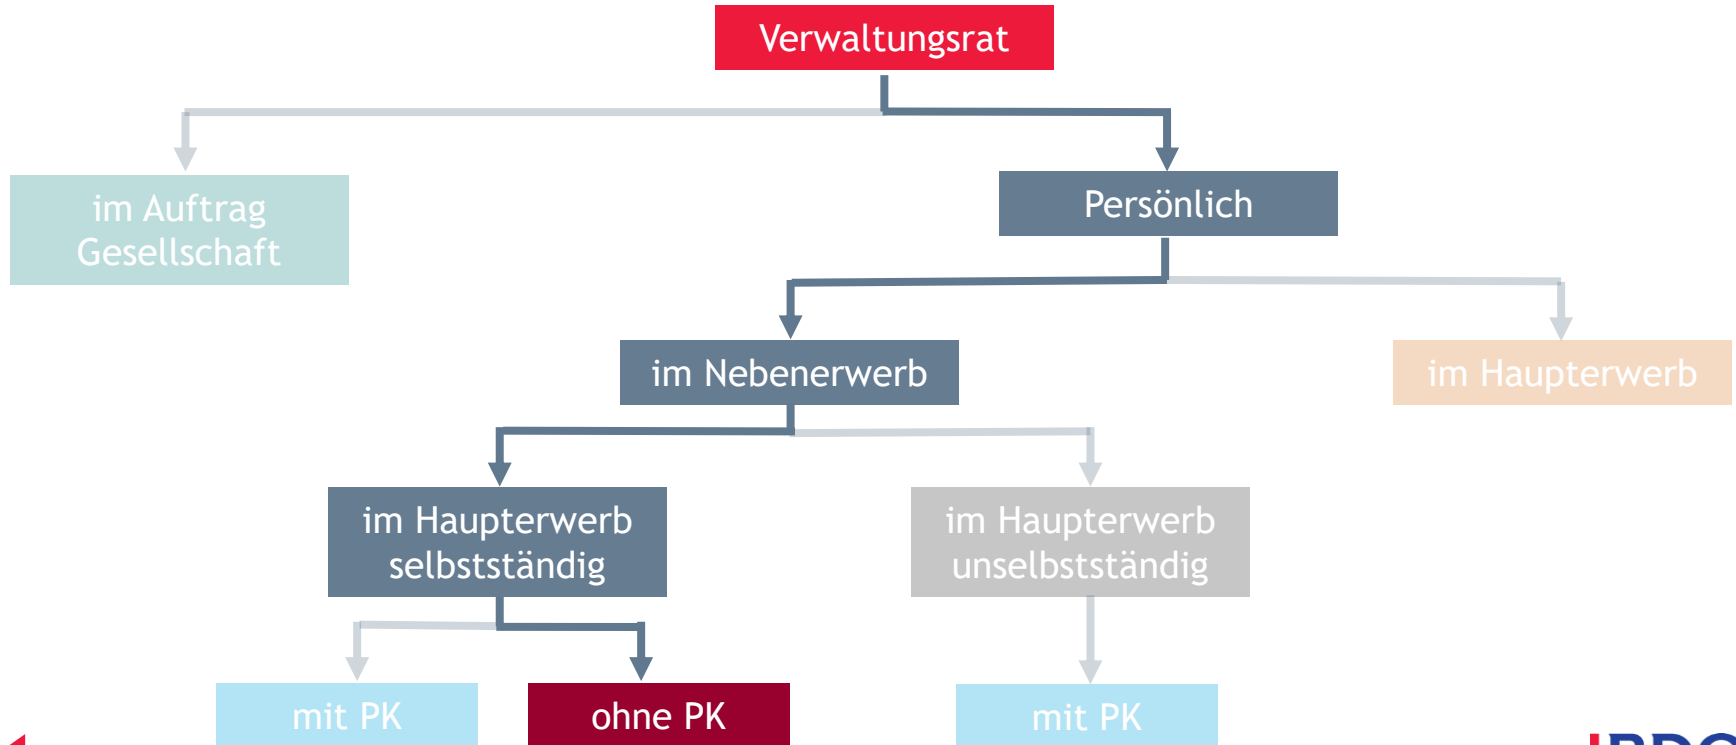 Verwaltungsrat
im Auftrag
Gesellschaft
Persönlich
im Nebenerwerb
im Haupterwerb
im Haupterwerb
selbstständig
im Haupterwerb
unselbstständig
mit PK
ohne PK
mit PK